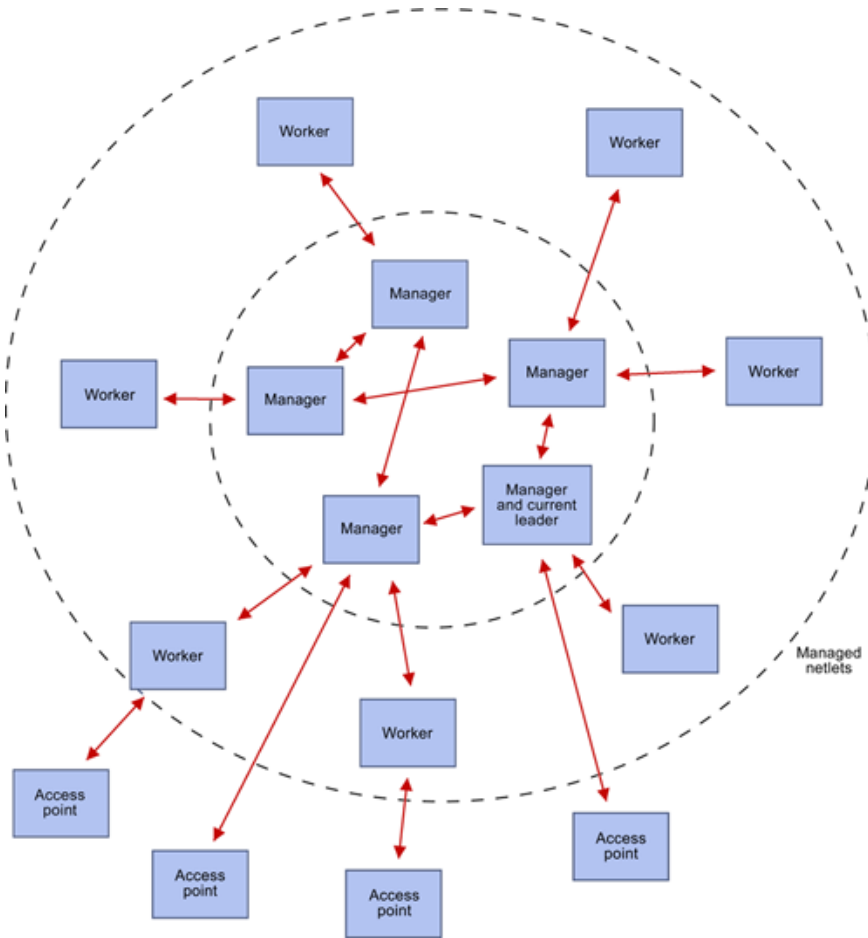 Worker
Worker
Manager
Manager
Worker
Manager
Worker
Manager
and current
leader
Manager
Worker
Worker
Managed
netlets
Worker
Access
point
Access
point
Access
point
Access
point